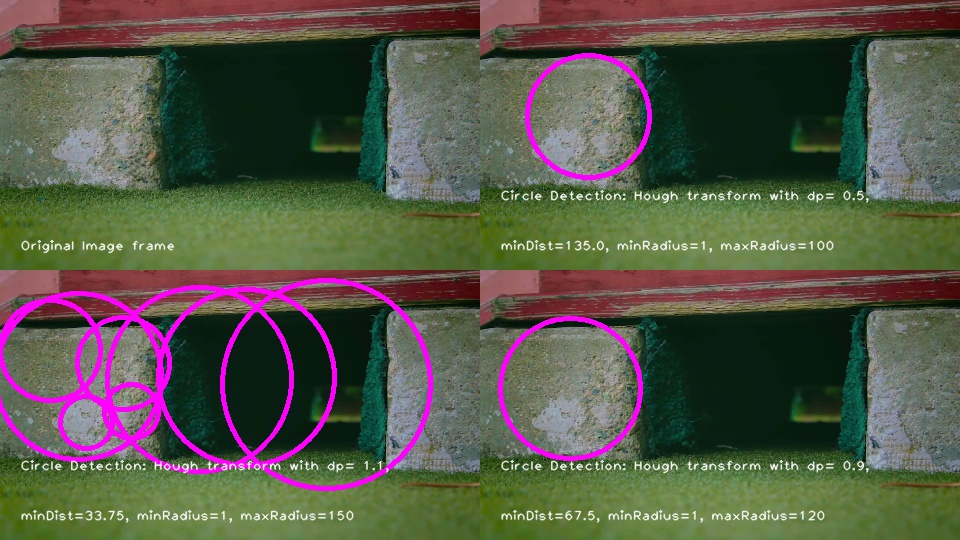 Original Image frame
Circle Detection: Hough transform with dp= 0.5,
minDist=135.0, minRadius=1, maxRadius=100
Circle Detection: Hough transform with dp= 1.1,
minDist=33.75, minRadius=1, maxRadius=150
Circle Detection: Hough transform with dp= 0.9,
minDist=67.5, minRadius=1, maxRadius=120